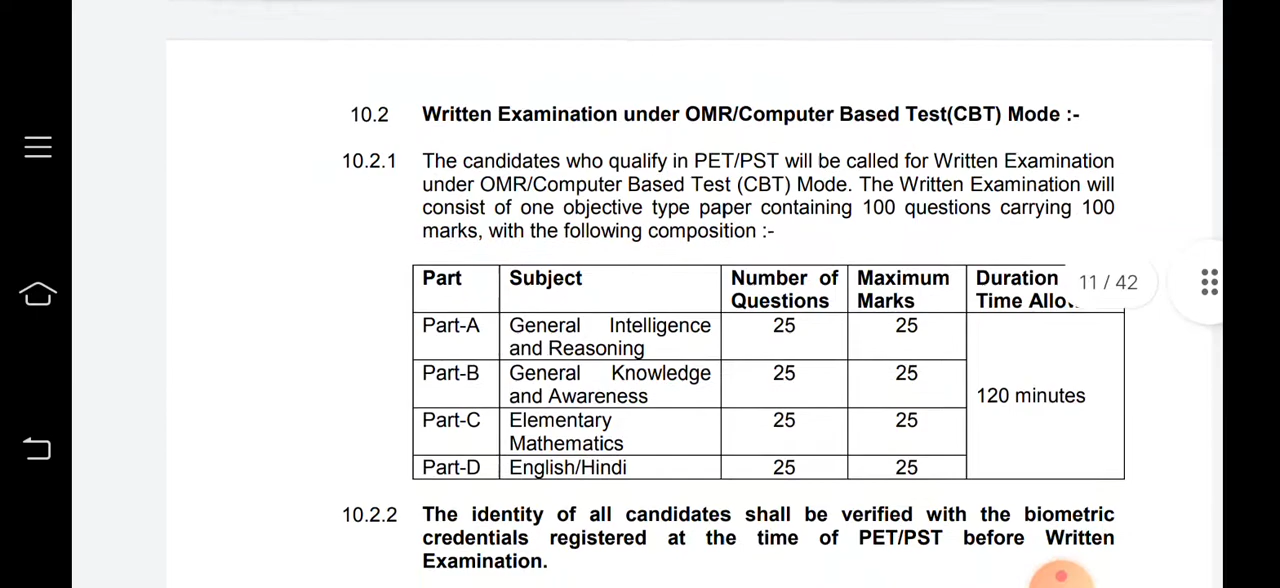 10.2 Written Examination under OMR/Computer Based Test(CBT) Mode :-
10.2.1 The candidates who qualify in PET/PST will be called for Written Examination
under OMR/Computer Based Test (CBT) Mode. The Written Examination will
consist of one objective type paper containing 100 questions carrying 100
marks, with the following composition :-
Part Subject Number of Questions Maximum Marks Duration Time
11 / 42
Part-A General Intelligence and Reasoning 25 25
Part-B General Knowledge and Awareness 25 25
120 minutes
Part-C Elementary Mathematics 25 25
Part-D English/Hindi 25 25
10.2.2 The identity of all candidates shall be verified with the biometric
credentials registered at the time of PET/PST before Written
Examination.